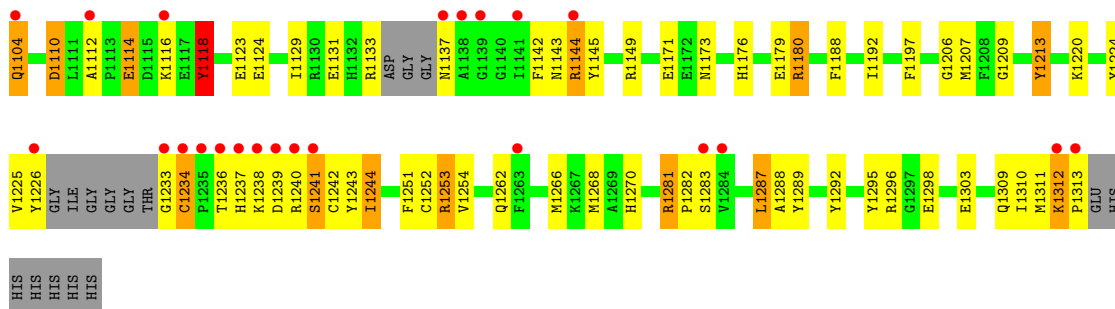 Q1104 D1110 L1111 A1112 P1113 E1114 D1115 K1116 E1117 Y1118 E1123 E1124 I1129 R1130 E1131 H1132 R1133 ASP GLY GLY N1137 A1138 G1139 G1140 I1141 F1142 N1143 R1144 Y1145 R1149 E1171 E1172 N1173 H1176 E1179 R1180 F1188 I1192 F1197 G1206 M1207 F1208 G1209 Y1213 K1220
V1225 Y1226 GLY ILE GLY GLY GLY THR G1233 C1234 P1235 T1236 H1237 K1238 D1239 R1240 S1241 C1242 Y1243 I1244 F1251 C1252 R1253 V1254 Q1262 F1263 M1266 K1267 M1268 A1269 H1270 R1281 P1282 S1283 V1284 L1287 A1288 Y1289 Y1292 Y1295 R1296 G1297 E1298 E1303 Q1309 I1310 M1311 K1312 P1313 GLU HIS
HIS HIS HIS HIS HIS